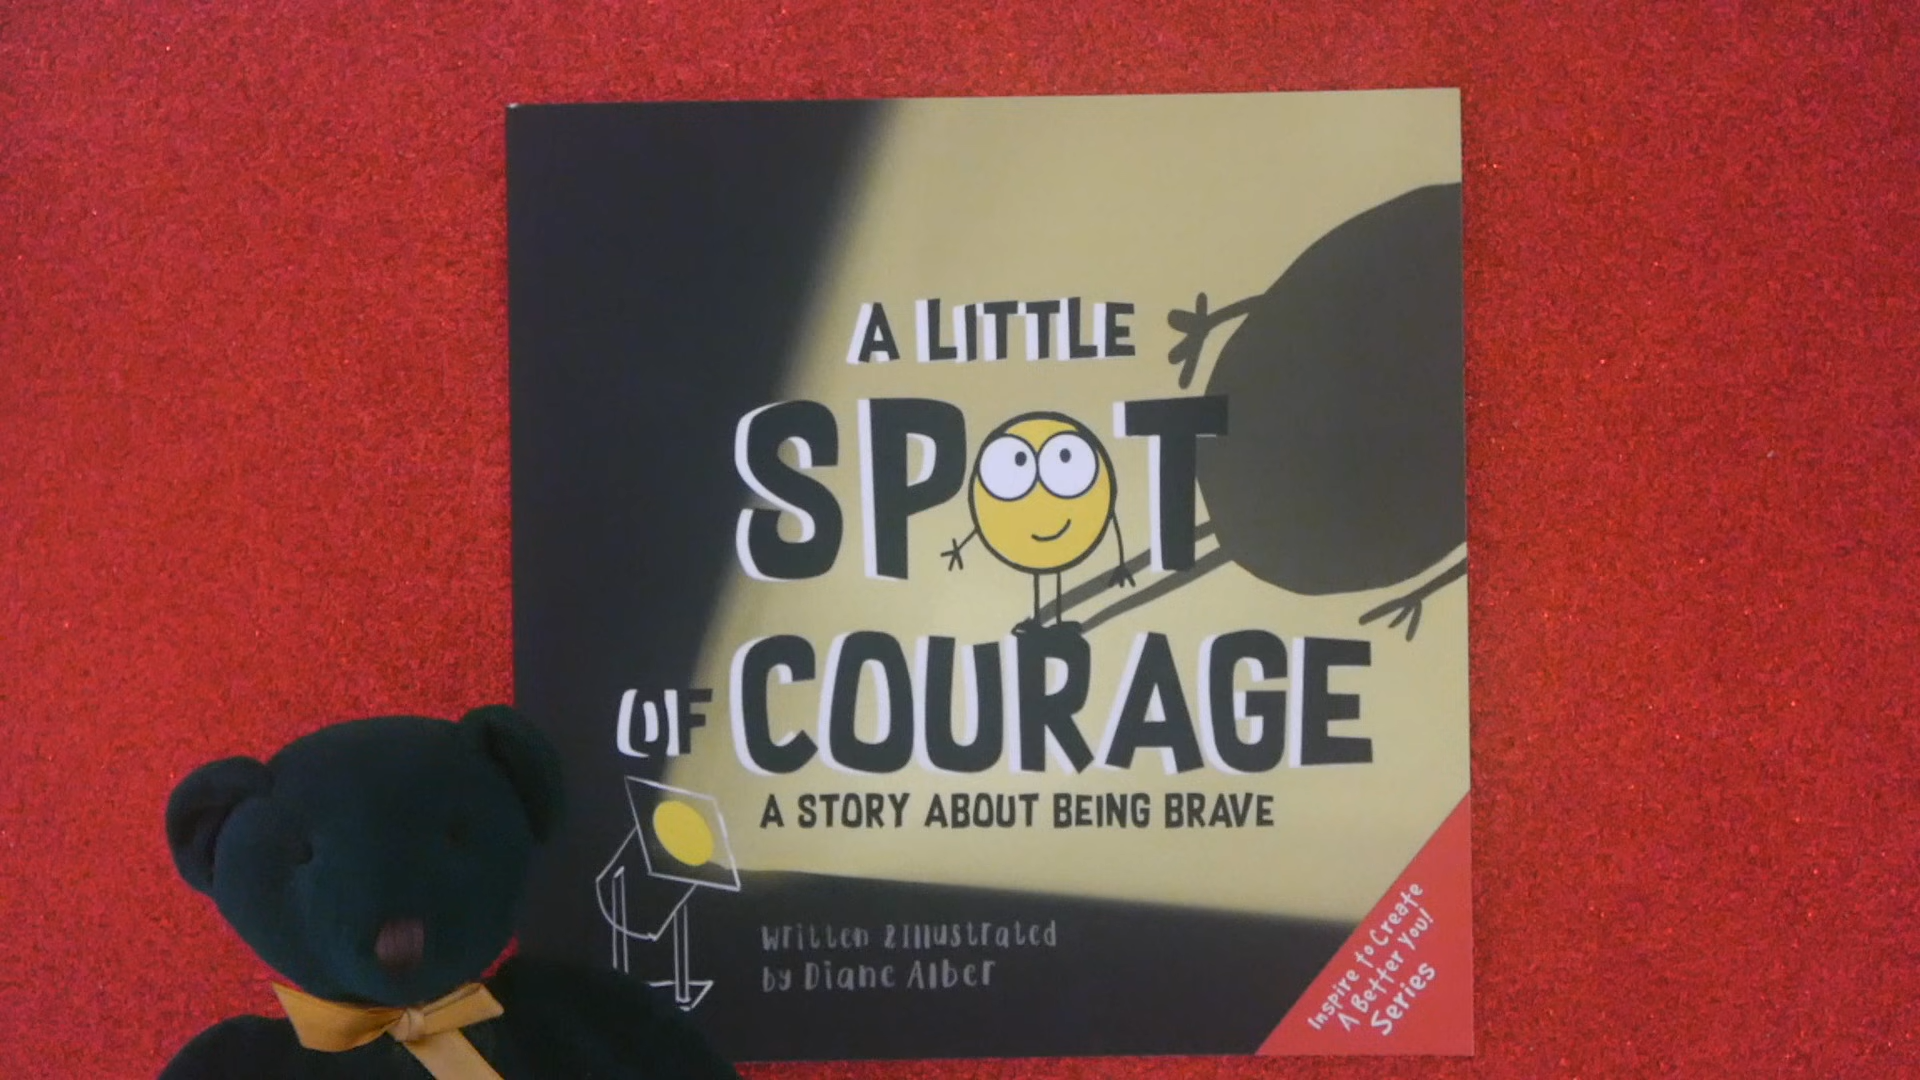 A LITTLE
SPOT
OF COURAGE
A STORY ABOUT BEING BRAVE
Written & Illustrated
by Diane Alber
Inspire to Create
A Better You!
Series